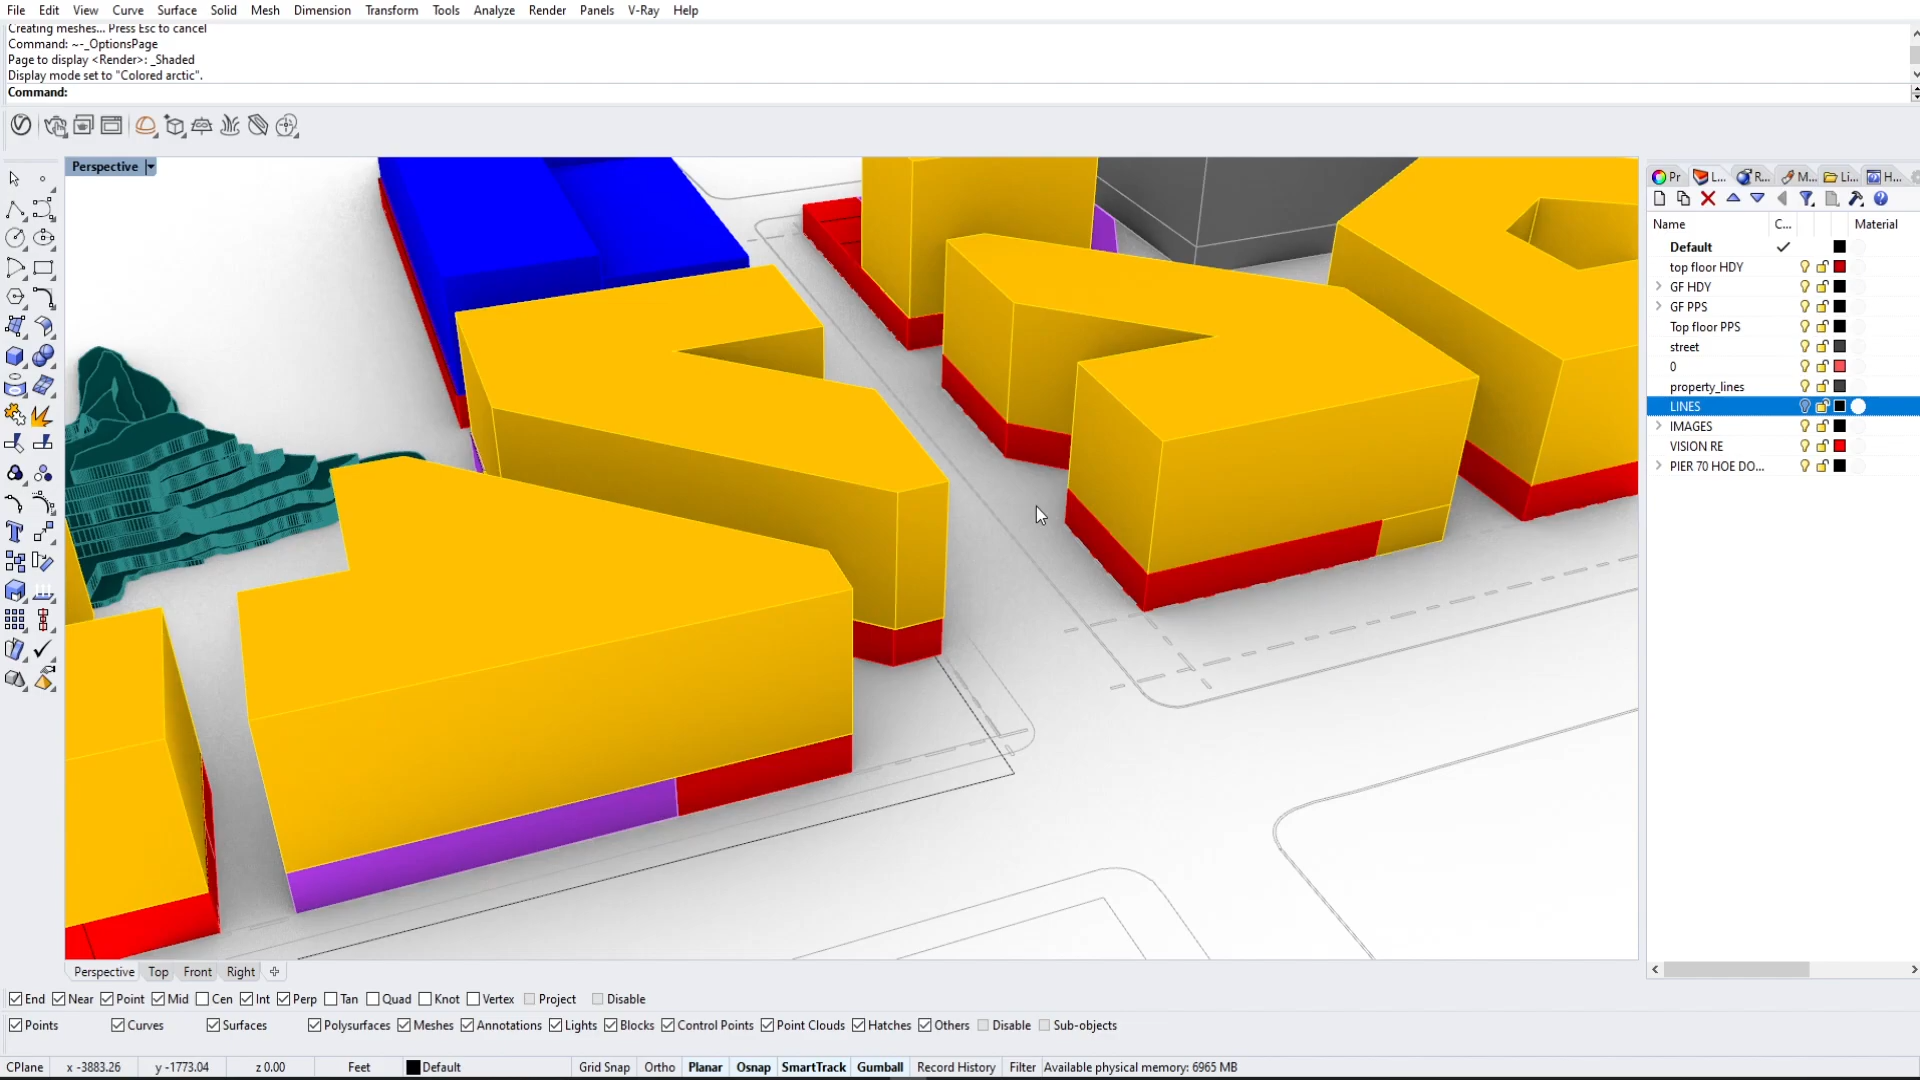 File Edit View Curve Surface Solid Mesh Dimension Transform Tools Analyze Render Panels V-Ray Help
Creating meshes... Press Esc to cancel
Command: ~-_OptionsPage
Page to display <Render>: _Shaded
Display mode set to "Colored arctic".
Command:
Perspective
Pr L... R... M... Li... H...
Name C... Material
Default
top floor HDY
GF HDY
GF PPS
Top floor PPS
street
0
property_lines
LINES
IMAGES
VISION RE
PIER 70 HOE DO...
Perspective Top Front Right
End Near Point Mid Cen Int Perp Tan Quad Knot Vertex Project Disable
Points Curves Surfaces Polysurfaces Meshes Annotations Lights Blocks Control Points Point Clouds Hatches Others Disable Sub-objects
CPlane x -3883.26 y -1773.04 z 0.00 Feet Default Grid Snap Ortho Planar Osnap SmartTrack Gumball Record History Filter Available physical memory: 6965 MB